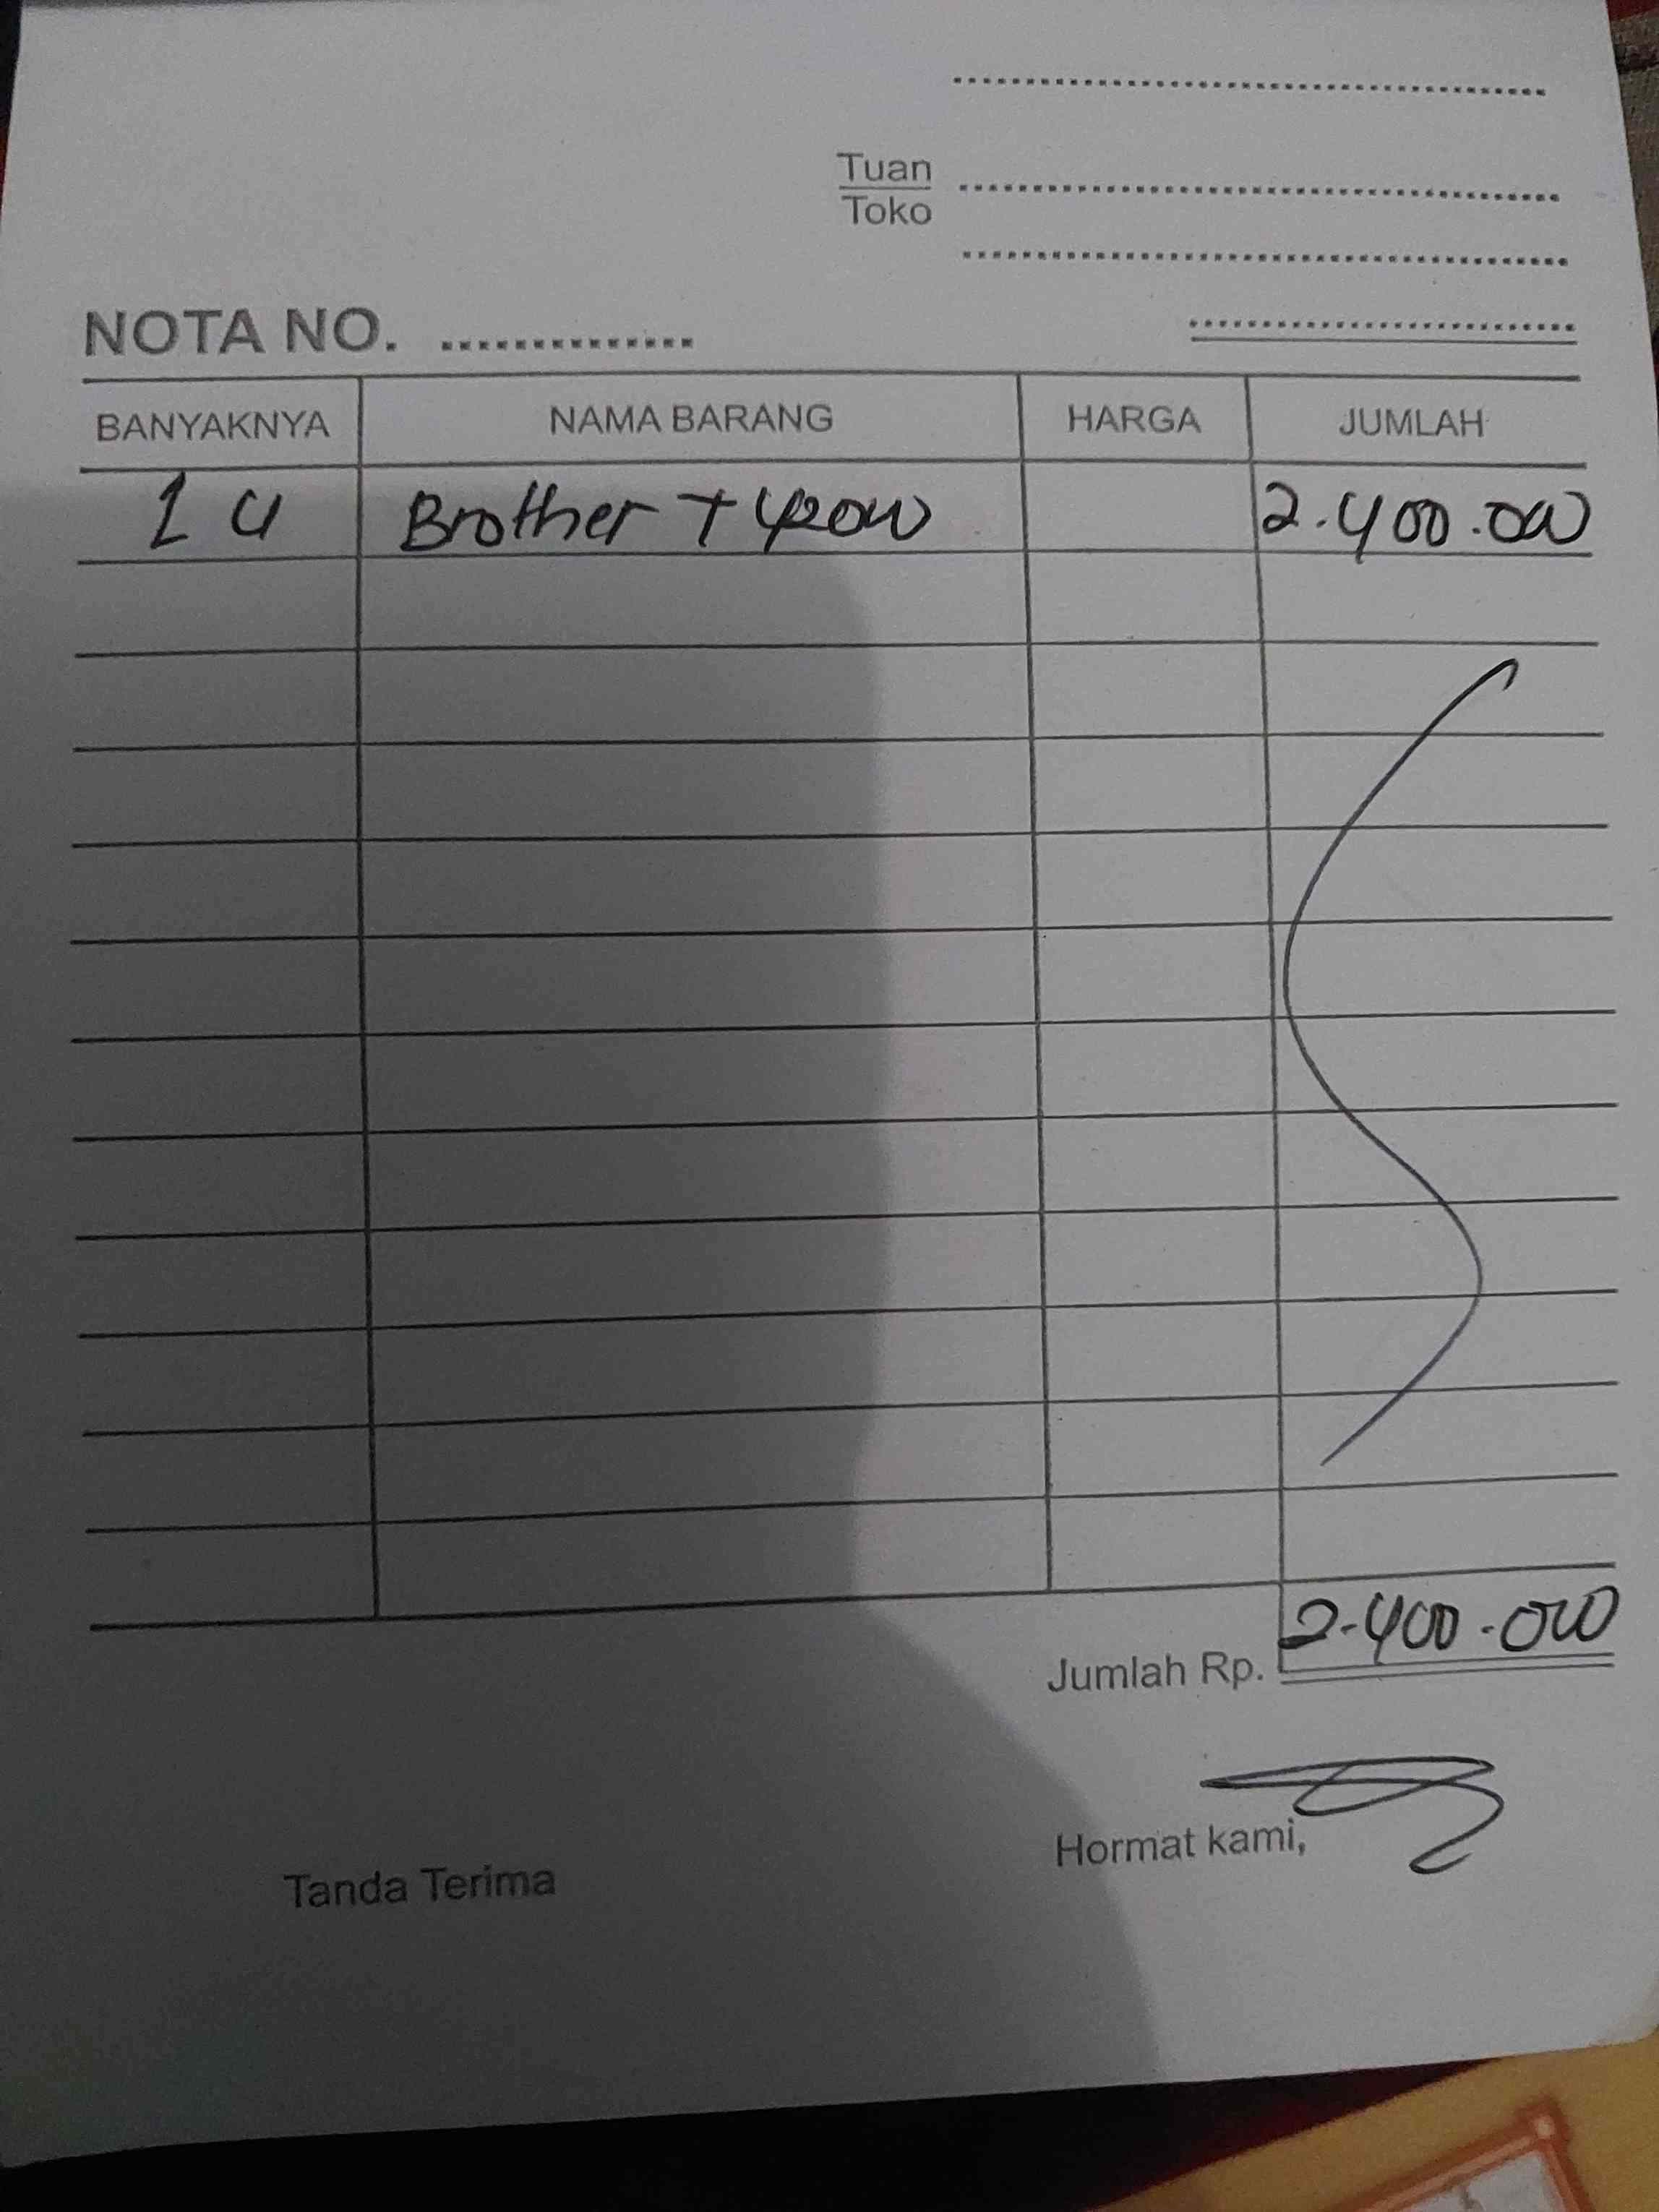 Tuan
Toko
NOTA NO. ..............
BANYAKNYA NAMA BARANG HARGA JUMLAH
1 U Brother T420W 2.400.000
Jumlah Rp. 2.400.000
Hormat kami,
Tanda Terima